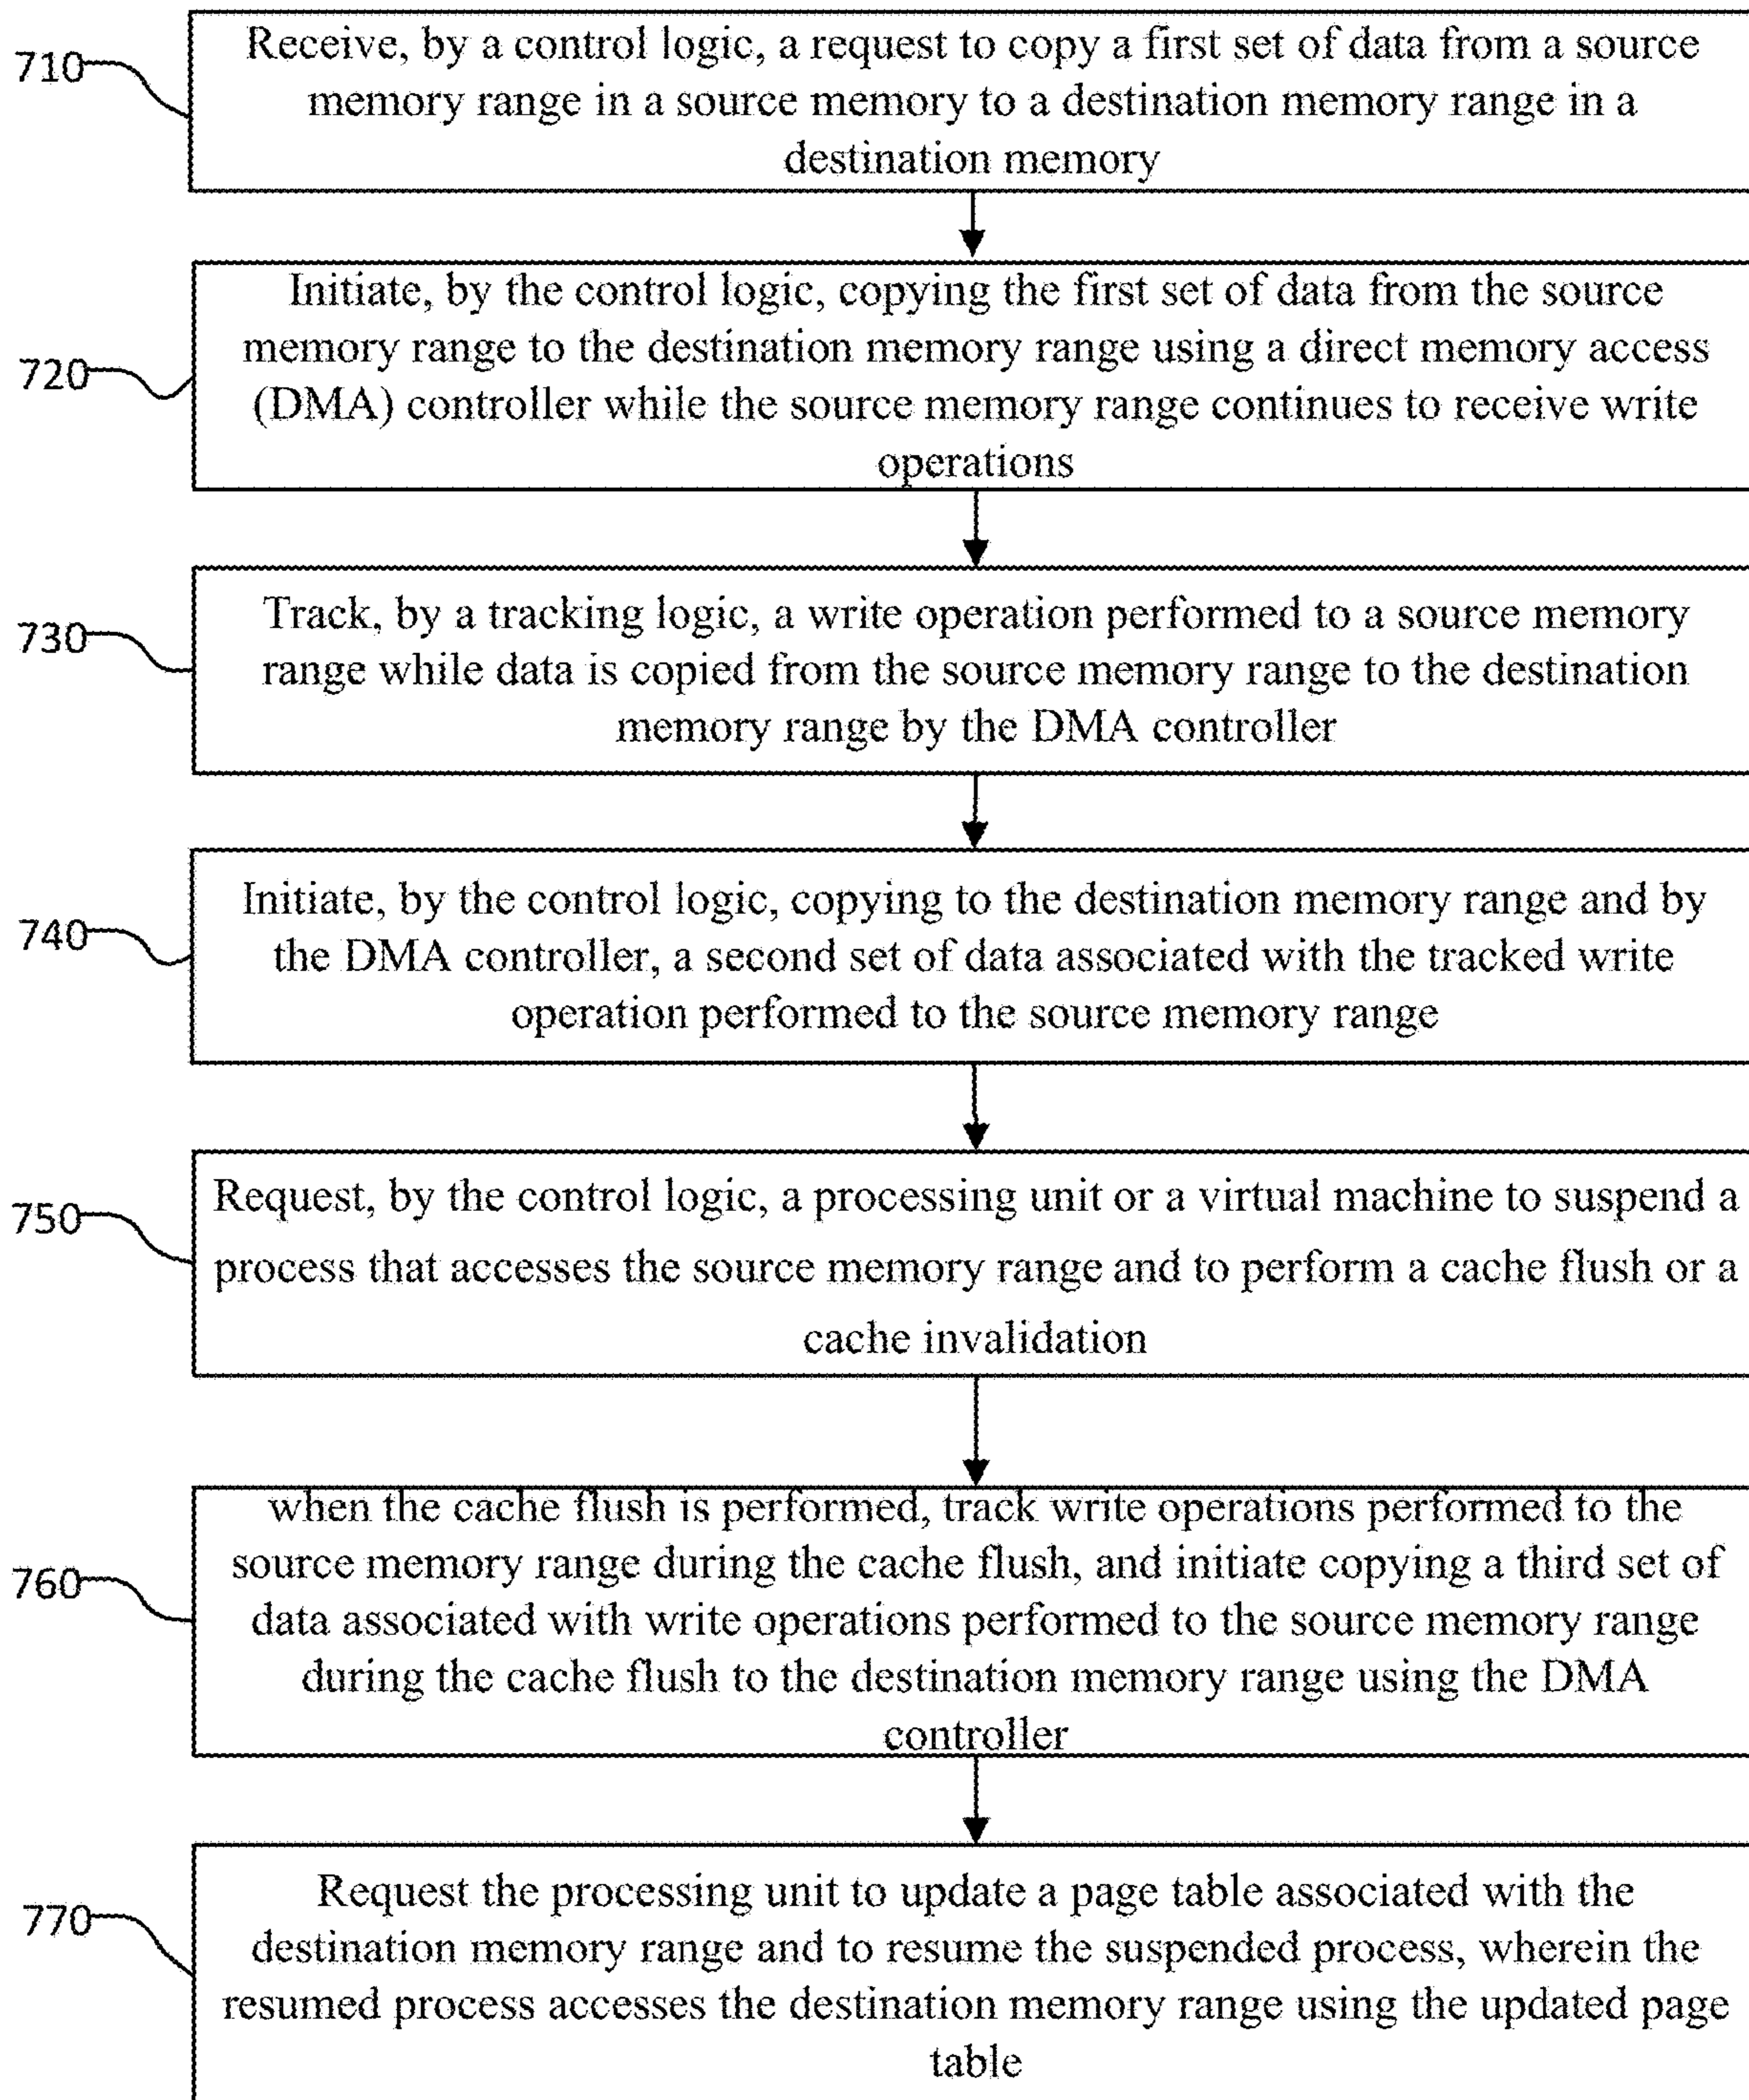 710
Receive, by a control logic, a request to copy a first set of data from a source
memory range in a source memory to a destination memory range in a
destination memory
720
Initiate, by the control logic, copying the first set of data from the source
memory range to the destination memory range using a direct memory access
(DMA) controller while the source memory range continues to receive write
operations
730
Track, by a tracking logic, a write operation performed to a source memory
range while data is copied from the source memory range to the destination
memory range by the DMA controller
740
Initiate, by the control logic, copying to the destination memory range and by
the DMA controller, a second set of data associated with the tracked write
operation performed to the source memory range
750
Request, by the control logic, a processing unit or a virtual machine to suspend a
process that accesses the source memory range and to perform a cache flush or a
cache invalidation
760
when the cache flush is performed, track write operations performed to the
source memory range during the cache flush, and initiate copying a third set of
data associated with write operations performed to the source memory range
during the cache flush to the destination memory range using the DMA
controller
770
Request the processing unit to update a page table associated with the
destination memory range and to resume the suspended process, wherein the
resumed process accesses the destination memory range using the updated page
table